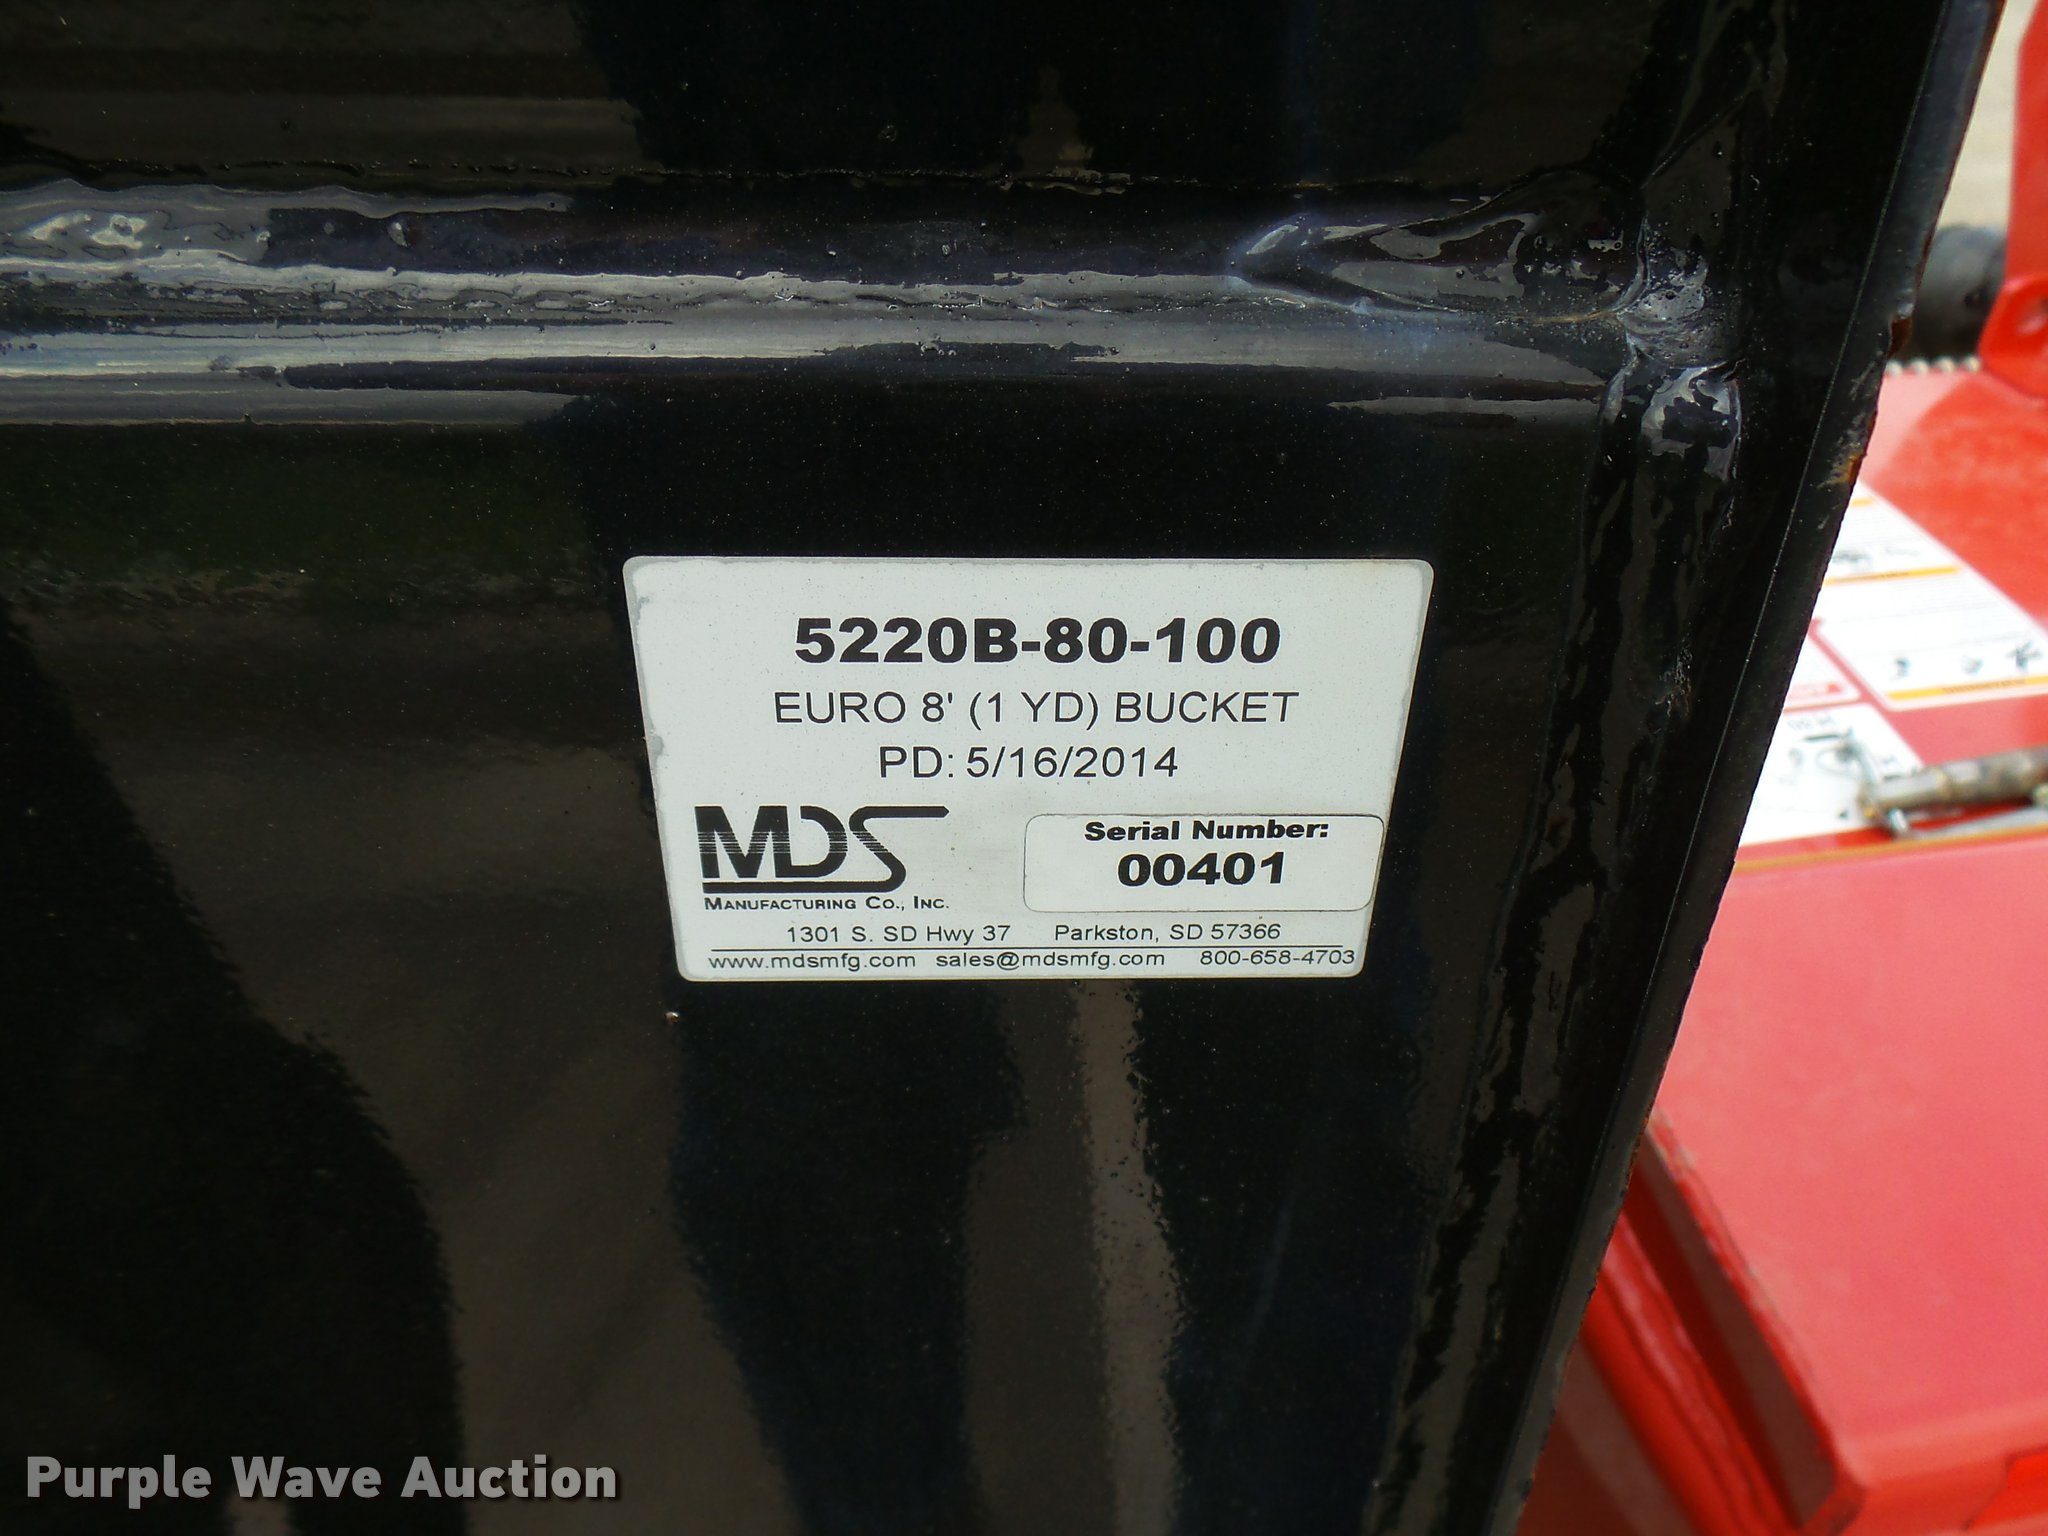 5220B-80-100
EURO 8' (1 YD) BUCKET
PD: 5/16/2014
MDS
MANUFACTURING CO., INC.
Serial Number:
00401
1301 S. SD Hwy 37 Parkston, SD 57366
www.mdsmfg.com sales@mdsmfg.com 800-658-4703
Purple Wave Auction